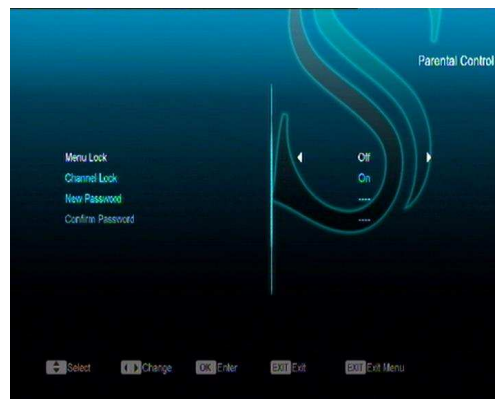 Parental Control
Menu Lock Off
Channel Lock On
New Password ----
Confirm Password ----
Select Change OK Enter EXIT Exit EXIT Exit Menu